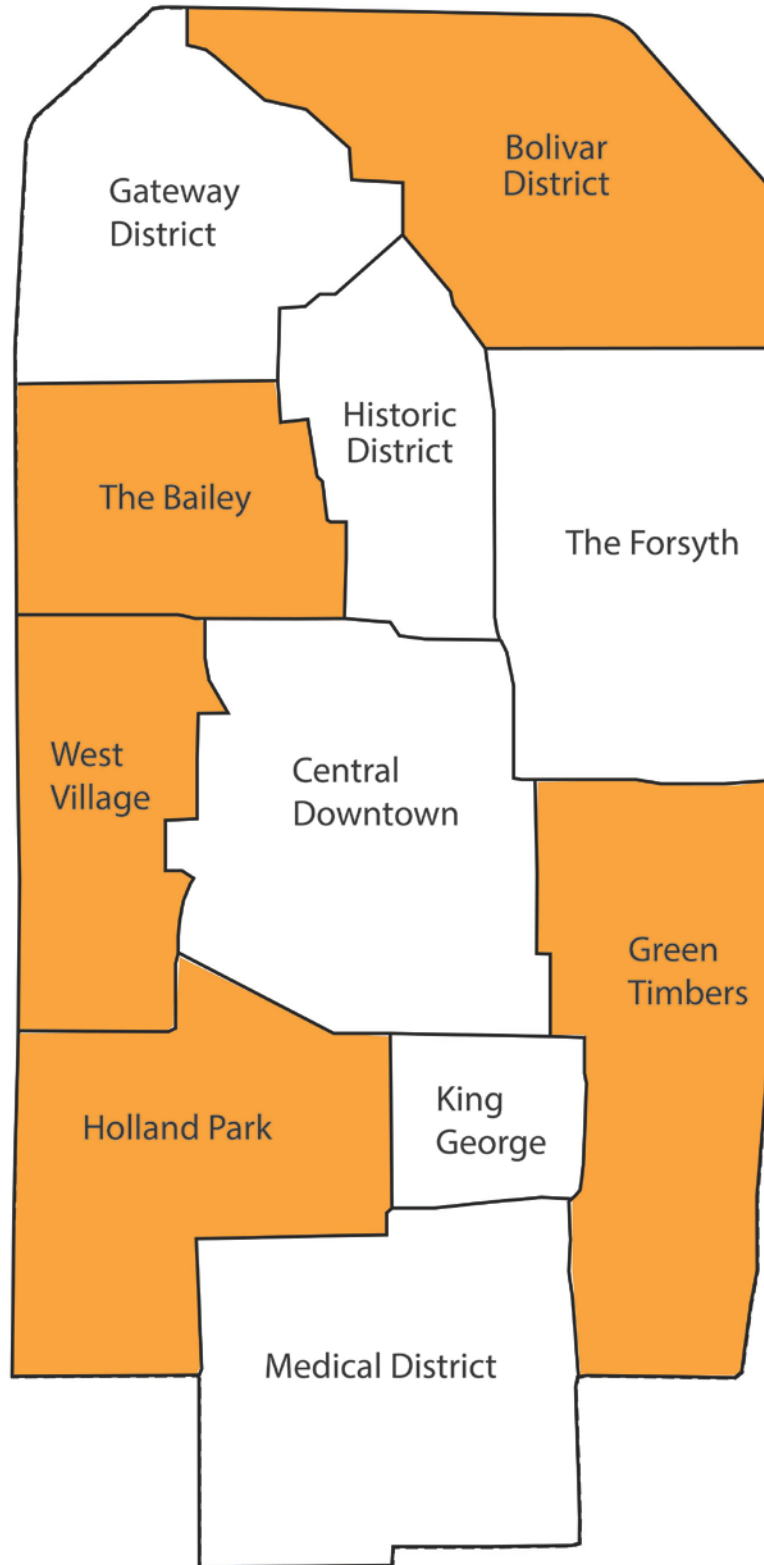 Bolivar
District
Gateway
District
Historic
District
The Bailey
The Forsyth
West
Village
Central
Downtown
Green
Timbers
King
George
Holland Park
Medical District